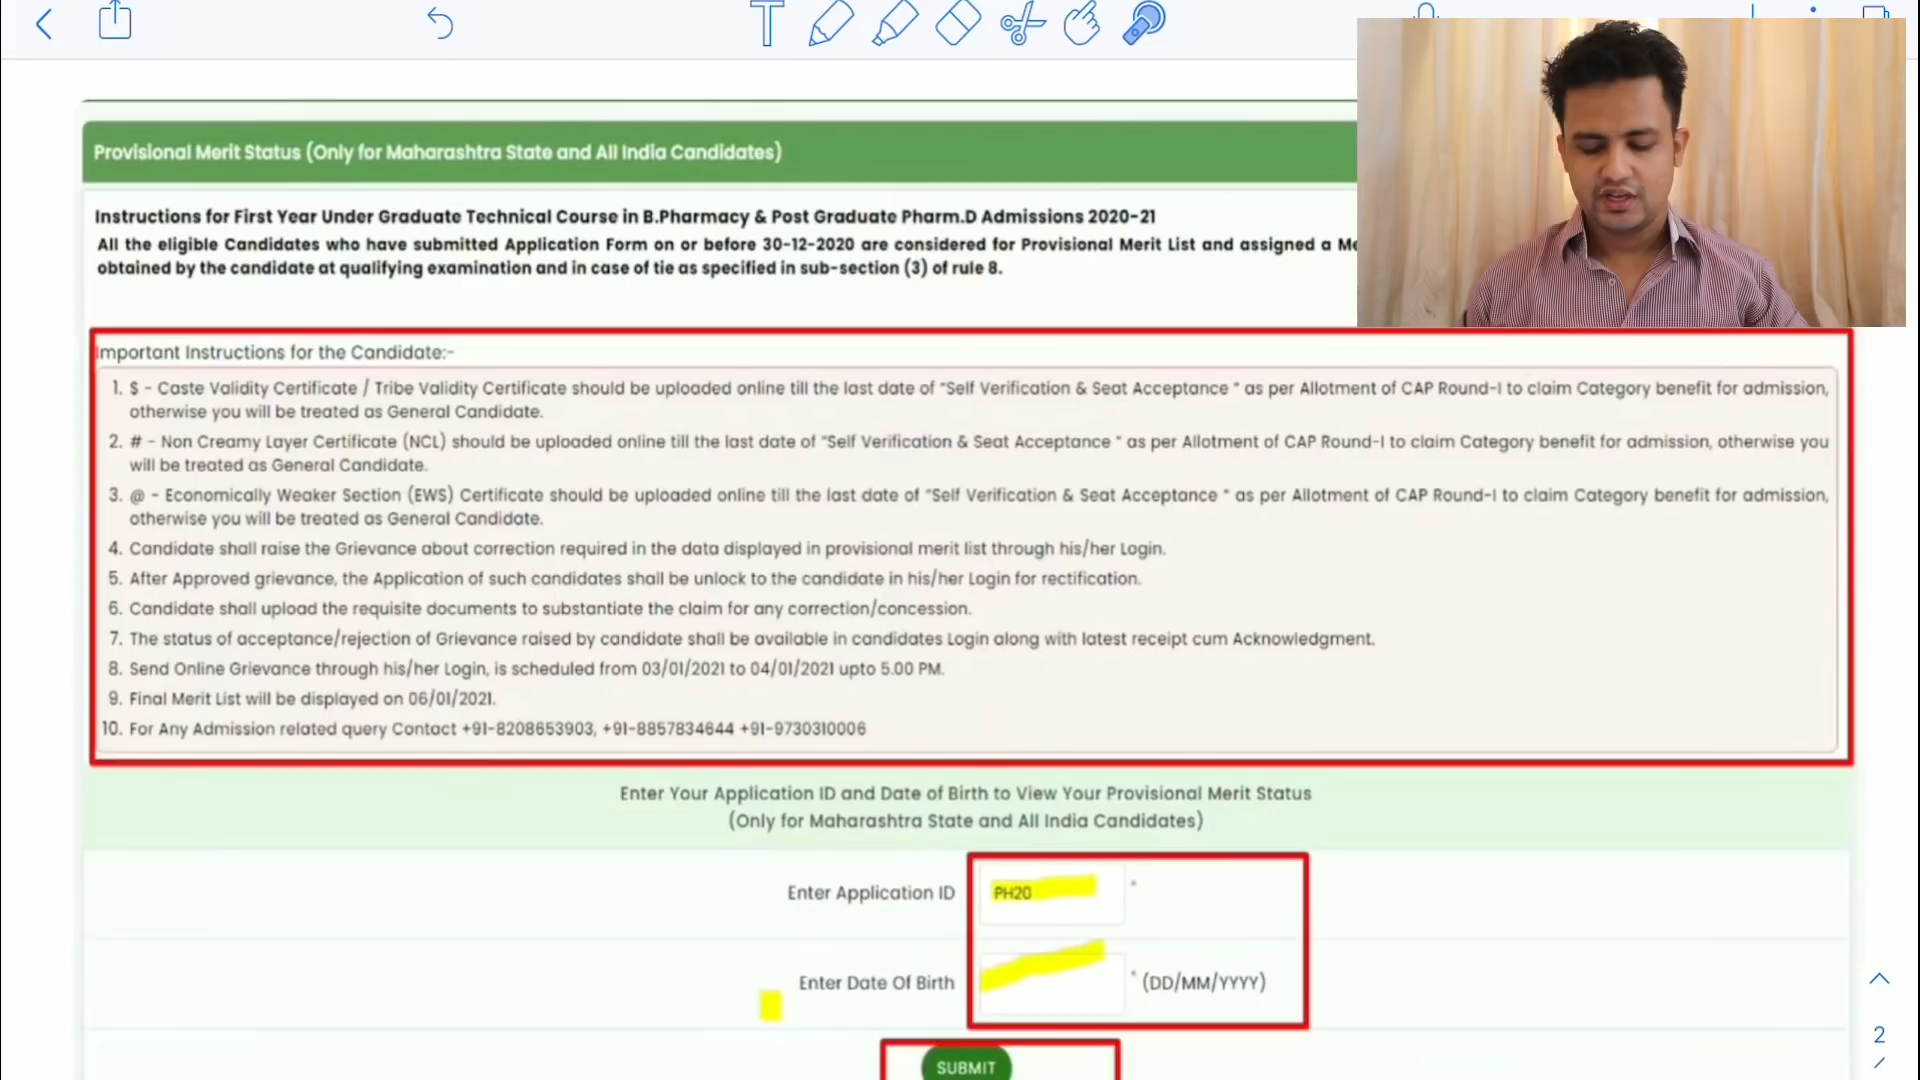 Provisional Merit Status (Only for Maharashtra State and All India Candidates)
Instructions for First Year Under Graduate Technical Course in B.Pharmacy & Post Graduate Pharm.D Admissions 2020-21
All the eligible Candidates who have submitted Application Form on or before 30-12-2020 are considered for Provisional Merit List and assigned a Me
obtained by the candidate at qualifying examination and in case of tie as specified in sub-section (3) of rule 8.
Important Instructions for the Candidate:-
1. $ - Caste Validity Certificate / Tribe Validity Certificate should be uploaded online till the last date of "Self Verification & Seat Acceptance " as per Allotment of CAP Round-I to claim Category benefit for admission,
otherwise you will be treated as General Candidate.
2. # - Non Creamy Layer Certificate (NCL) should be uploaded online till the last date of "Self Verification & Seat Acceptance " as per Allotment of CAP Round-I to claim Category benefit for admission, otherwise you
will be treated as General Candidate.
3. @ - Economically Weaker Section (EWS) Certificate should be uploaded online till the last date of "Self Verification & Seat Acceptance " as per Allotment of CAP Round-I to claim Category benefit for admission,
otherwise you will be treated as General Candidate.
4. Candidate shall raise the Grievance about correction required in the data displayed in provisional merit list through his/her Login.
5. After Approved grievance, the Application of such candidates shall be unlock to the candidate in his/her Login for rectification.
6. Candidate shall upload the requisite documents to substantiate the claim for any correction/concession.
7. The status of acceptance/rejection of Grievance raised by candidate shall be available in candidates Login along with latest receipt cum Acknowledgment.
8. Send Online Grievance through his/her Login, is scheduled from 03/01/2021 to 04/01/2021 upto 5.00 PM.
9. Final Merit List will be displayed on 06/01/2021.
10. For Any Admission related query Contact +91-8208653903, +91-8857834644 +91-9730310006
Enter Your Application ID and Date of Birth to View Your Provisional Merit Status
(Only for Maharashtra State and All India Candidates)
Enter Application ID PH20 *
Enter Date Of Birth * (DD/MM/YYYY)
SUBMIT
2